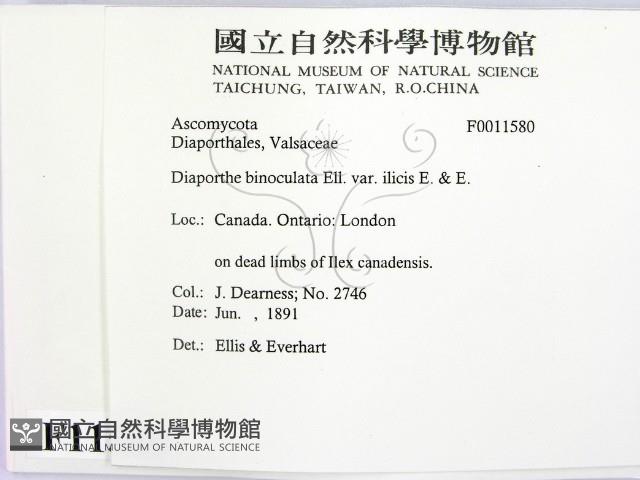 國立自然科學博物館
NATIONAL MUSEUM OF NATURAL SCIENCE
TAICHUNG, TAIWAN, R.O.CHINA
Ascomycota F0011580
Diaporthales, Valsaceae
Diaporthe binoculata Ell. var. ilicis E. & E.
Loc.: Canada. Ontario: London
on dead limbs of Ilex canadensis.
Col.: J. Dearness; No. 2746
Date: Jun. , 1891
Det.: Ellis & Everhart
國立自然科學博物館
NATIONAL MUSEUM OF NATURAL SCIENCE